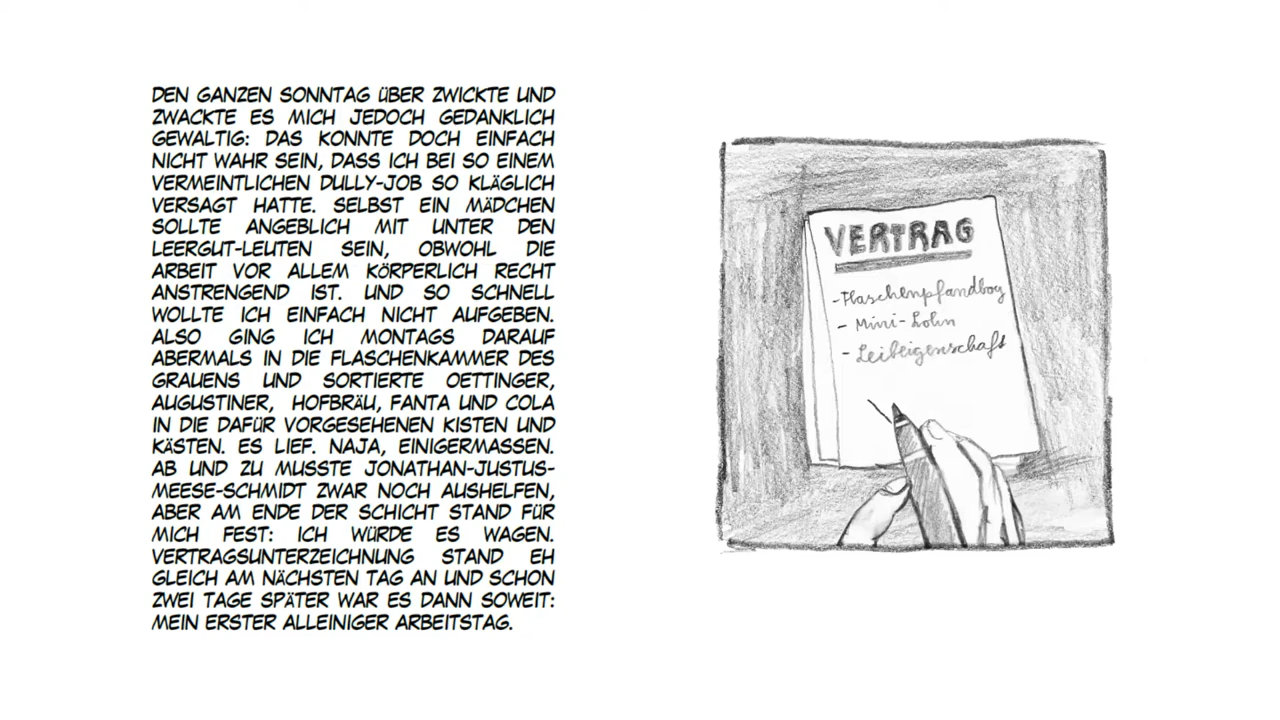 DEN GANZEN SONNTAG ÜBER ZWICKTE UND
ZWACKTE ES MICH JEDOCH GEDANKLICH
GEWALTIG: DAS KONNTE DOCH EINFACH
NICHT WAHR SEIN, DASS ICH BEI SO EINEM
VERMEINTLICHEN DULLY-JOB SO KLÄGLICH
VERSAGT HATTE. SELBST EIN MÄDCHEN
SOLLTE ANGEBLICH MIT UNTER DEN
LEERGUT-LEUTEN SEIN, OBWOHL DIE
ARBEIT VOR ALLEM KÖRPERLICH RECHT
ANSTRENGEND IST. UND SO SCHNELL
WOLLTE ICH EINFACH NICHT AUFGEBEN.
ALSO GING ICH MONTAGS DARAUF
ABERMALS IN DIE FLASCHENKAMMER DES
GRAUENS UND SORTIERTE OETTINGER,
AUGUSTINER, HOFBRÄU, FANTA UND COLA
IN DIE DAFÜR VORGESEHENEN KISTEN UND
KÄSTEN. ES LIEF. NAJA, EINIGERMASSEN.
AB UND ZU MUSSTE JONATHAN-JUSTUS-
MEESE-SCHMIDT ZWAR NOCH AUSHELFEN,
ABER AM ENDE DER SCHICHT STAND FÜR
MICH FEST: ICH WÜRDE ES WAGEN.
VERTRAGSUNTERZEICHNUNG STAND EH
GLEICH AM NÄCHSTEN TAG AN UND SCHON
ZWEI TAGE SPÄTER WAR ES DANN SOWEIT:
MEIN ERSTER ALLEINIGER ARBEITSTAG.
VERTRAG
- Flaschenpfandboy
- Mini-Lohn
- Leibeigenschaft